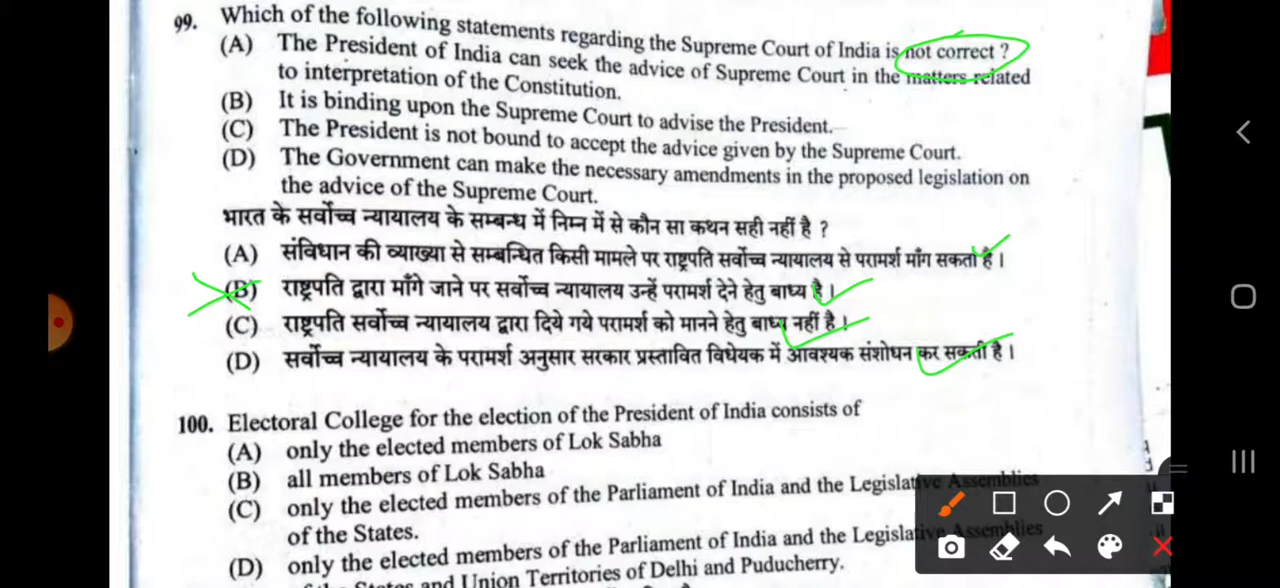 99. Which of the following statements regarding the Supreme Court of India is not correct ?
(A) The President of India can seek the advice of Supreme Court in the matters related
to interpretation of the Constitution.
(B) It is binding upon the Supreme Court to advise the President.
(C) The President is not bound to accept the advice given by the Supreme Court.
(D) The Government can make the necessary amendments in the proposed legislation on
the advice of the Supreme Court.
भारत के सर्वोच्च न्यायालय के सम्बन्ध में निम्न में से कौन सा कथन सही नहीं है ?
(A) संविधान की व्याख्या से सम्बन्धित किसी मामले पर राष्ट्रपति सर्वोच्च न्यायालय से परामर्श माँग सकता है ।
(B) राष्ट्रपति द्वारा माँगे जाने पर सर्वोच्च न्यायालय उन्हें परामर्श देने हेतु बाध्य है ।
(C) राष्ट्रपति सर्वोच्च न्यायालय द्वारा दिये गये परामर्श को मानने हेतु बाध्य नहीं है ।
(D) सर्वोच्च न्यायालय के परामर्श अनुसार सरकार प्रस्तावित विधेयक में आवश्यक संशोधन कर सकती है ।
100. Electoral College for the election of the President of India consists of
(A) only the elected members of Lok Sabha
(B) all members of Lok Sabha
(C) only the elected members of the Parliament of India and the Legislative Assemblies
of the States.
(D) only the elected members of the Parliament of India and the Legislative Assemblies
of the States and Union Territories of Delhi and Puducherry.